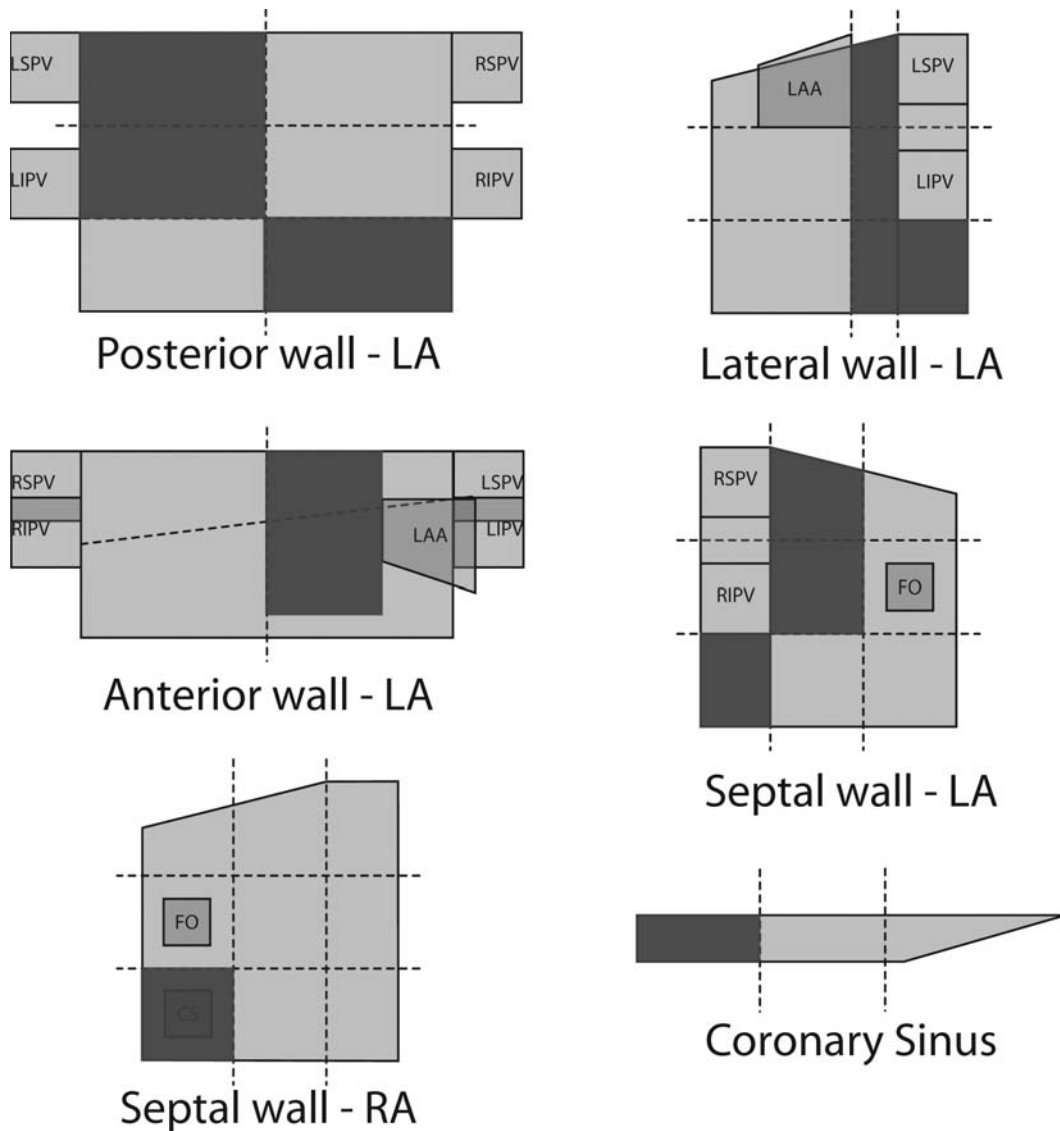 LSPV
RSPV
LIPV
RIPV
Posterior wall - LA
LAA
LSPV
LIPV
Lateral wall - LA
RSPV
LSPV
RIPV
LAA
LIPV
Anterior wall - LA
RSPV
RIPV
FO
Septal wall - LA
FO
CS
Septal wall - RA
Coronary Sinus